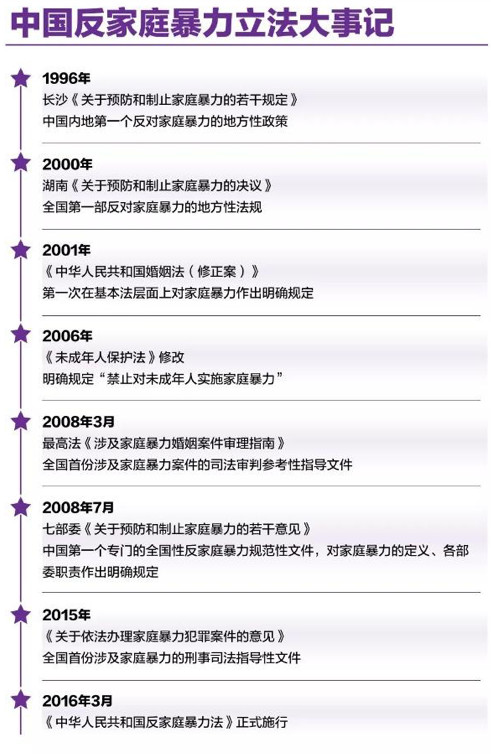 中国反家庭暴力立法大事记
1996年
长沙《关于预防和制止家庭暴力的若干规定》
中国内地第一个反对家庭暴力的地方性政策
2000年
湖南《关于预防和制止家庭暴力的决议》
全国第一部反对家庭暴力的地方性法规
2001年
《中华人民共和国婚姻法（修正案）》
第一次在基本法层面上对家庭暴力作出明确规定
2006年
《未成年人保护法》修改
明确规定“禁止对未成年人实施家庭暴力”
2008年3月
最高法《涉及家庭暴力婚姻案件审理指南》
全国首份涉及家庭暴力案件的司法审判参考性指导文件
2008年7月
七部委《关于预防和制止家庭暴力的若干意见》
中国第一个专门的全国性反家庭暴力规范性文件，对家庭暴力的定义、各部
委职责作出明确规定
2015年
《关于依法办理家庭暴力犯罪案件的意见》
全国首份涉及家庭暴力的刑事司法指导性文件
2016年3月
《中华人民共和国反家庭暴力法》正式施行